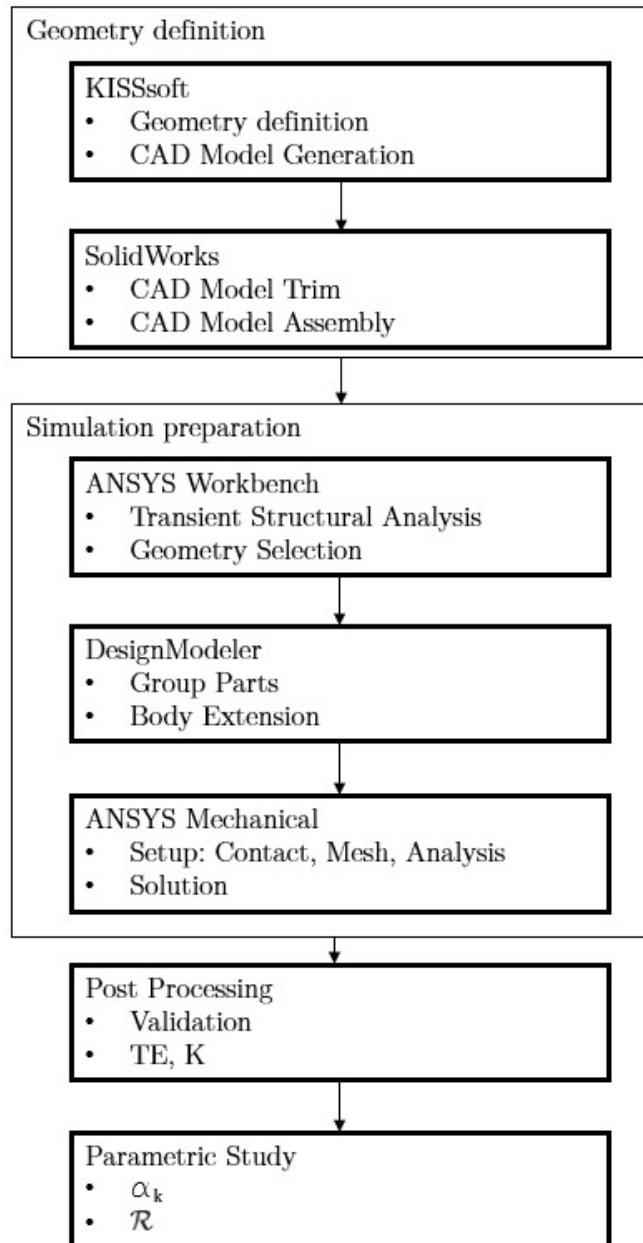 Geometry definition
KISSsoft
• Geometry definition
• CAD Model Generation
SolidWorks
• CAD Model Trim
• CAD Model Assembly
Simulation preparation
ANSYS Workbench
• Transient Structural Analysis
• Geometry Selection
DesignModeler
• Group Parts
• Body Extension
ANSYS Mechanical
• Setup: Contact, Mesh, Analysis
• Solution
Post Processing
• Validation
• TE, K
Parametric Study
• αₖ
• ℛ